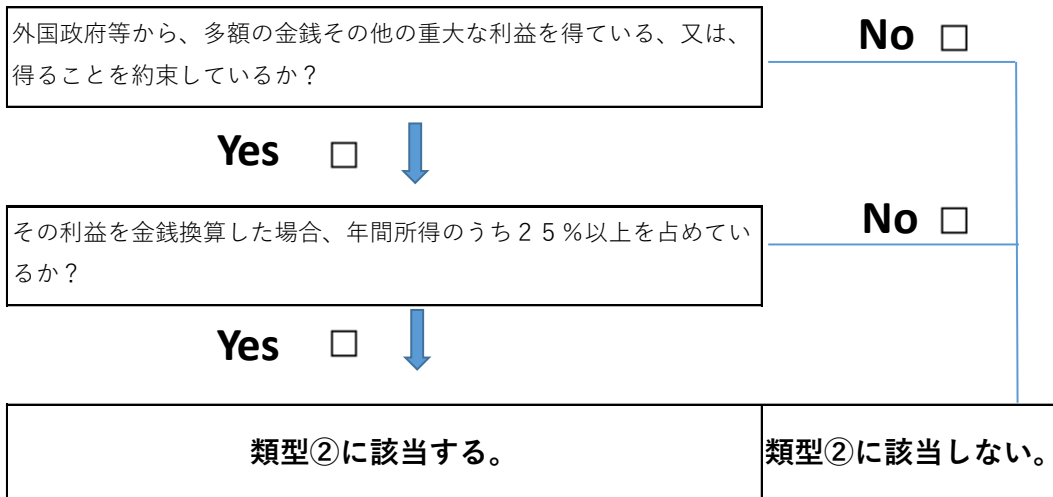 外国政府等から、多額の金銭その他の重大な利益を得ている、又は、
得ることを約束しているか？
No □
Yes □
その利益を金銭換算した場合、年間所得のうち２５％以上を占めてい
るか？
No □
Yes □
類型②に該当する。
類型②に該当しない。